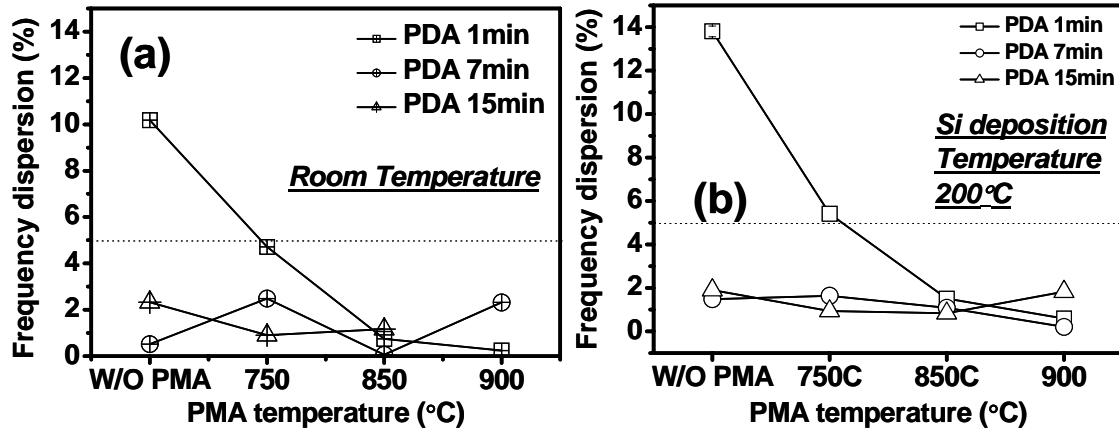 Frequency dispersion (%)
14
12
10
8
6
4
2
0
(a)
PDA 1min
PDA 7min
PDA 15min
Room Temperature
W/O PMA 750 850 900
PMA temperature (°C)
Frequency dispersion (%)
14
12
10
8
6
4
2
0
(b)
PDA 1min
PDA 7min
PDA 15min
Si deposition
Temperature
200°C
W/O PMA 750C 850C 900
PMA temperature (°C)